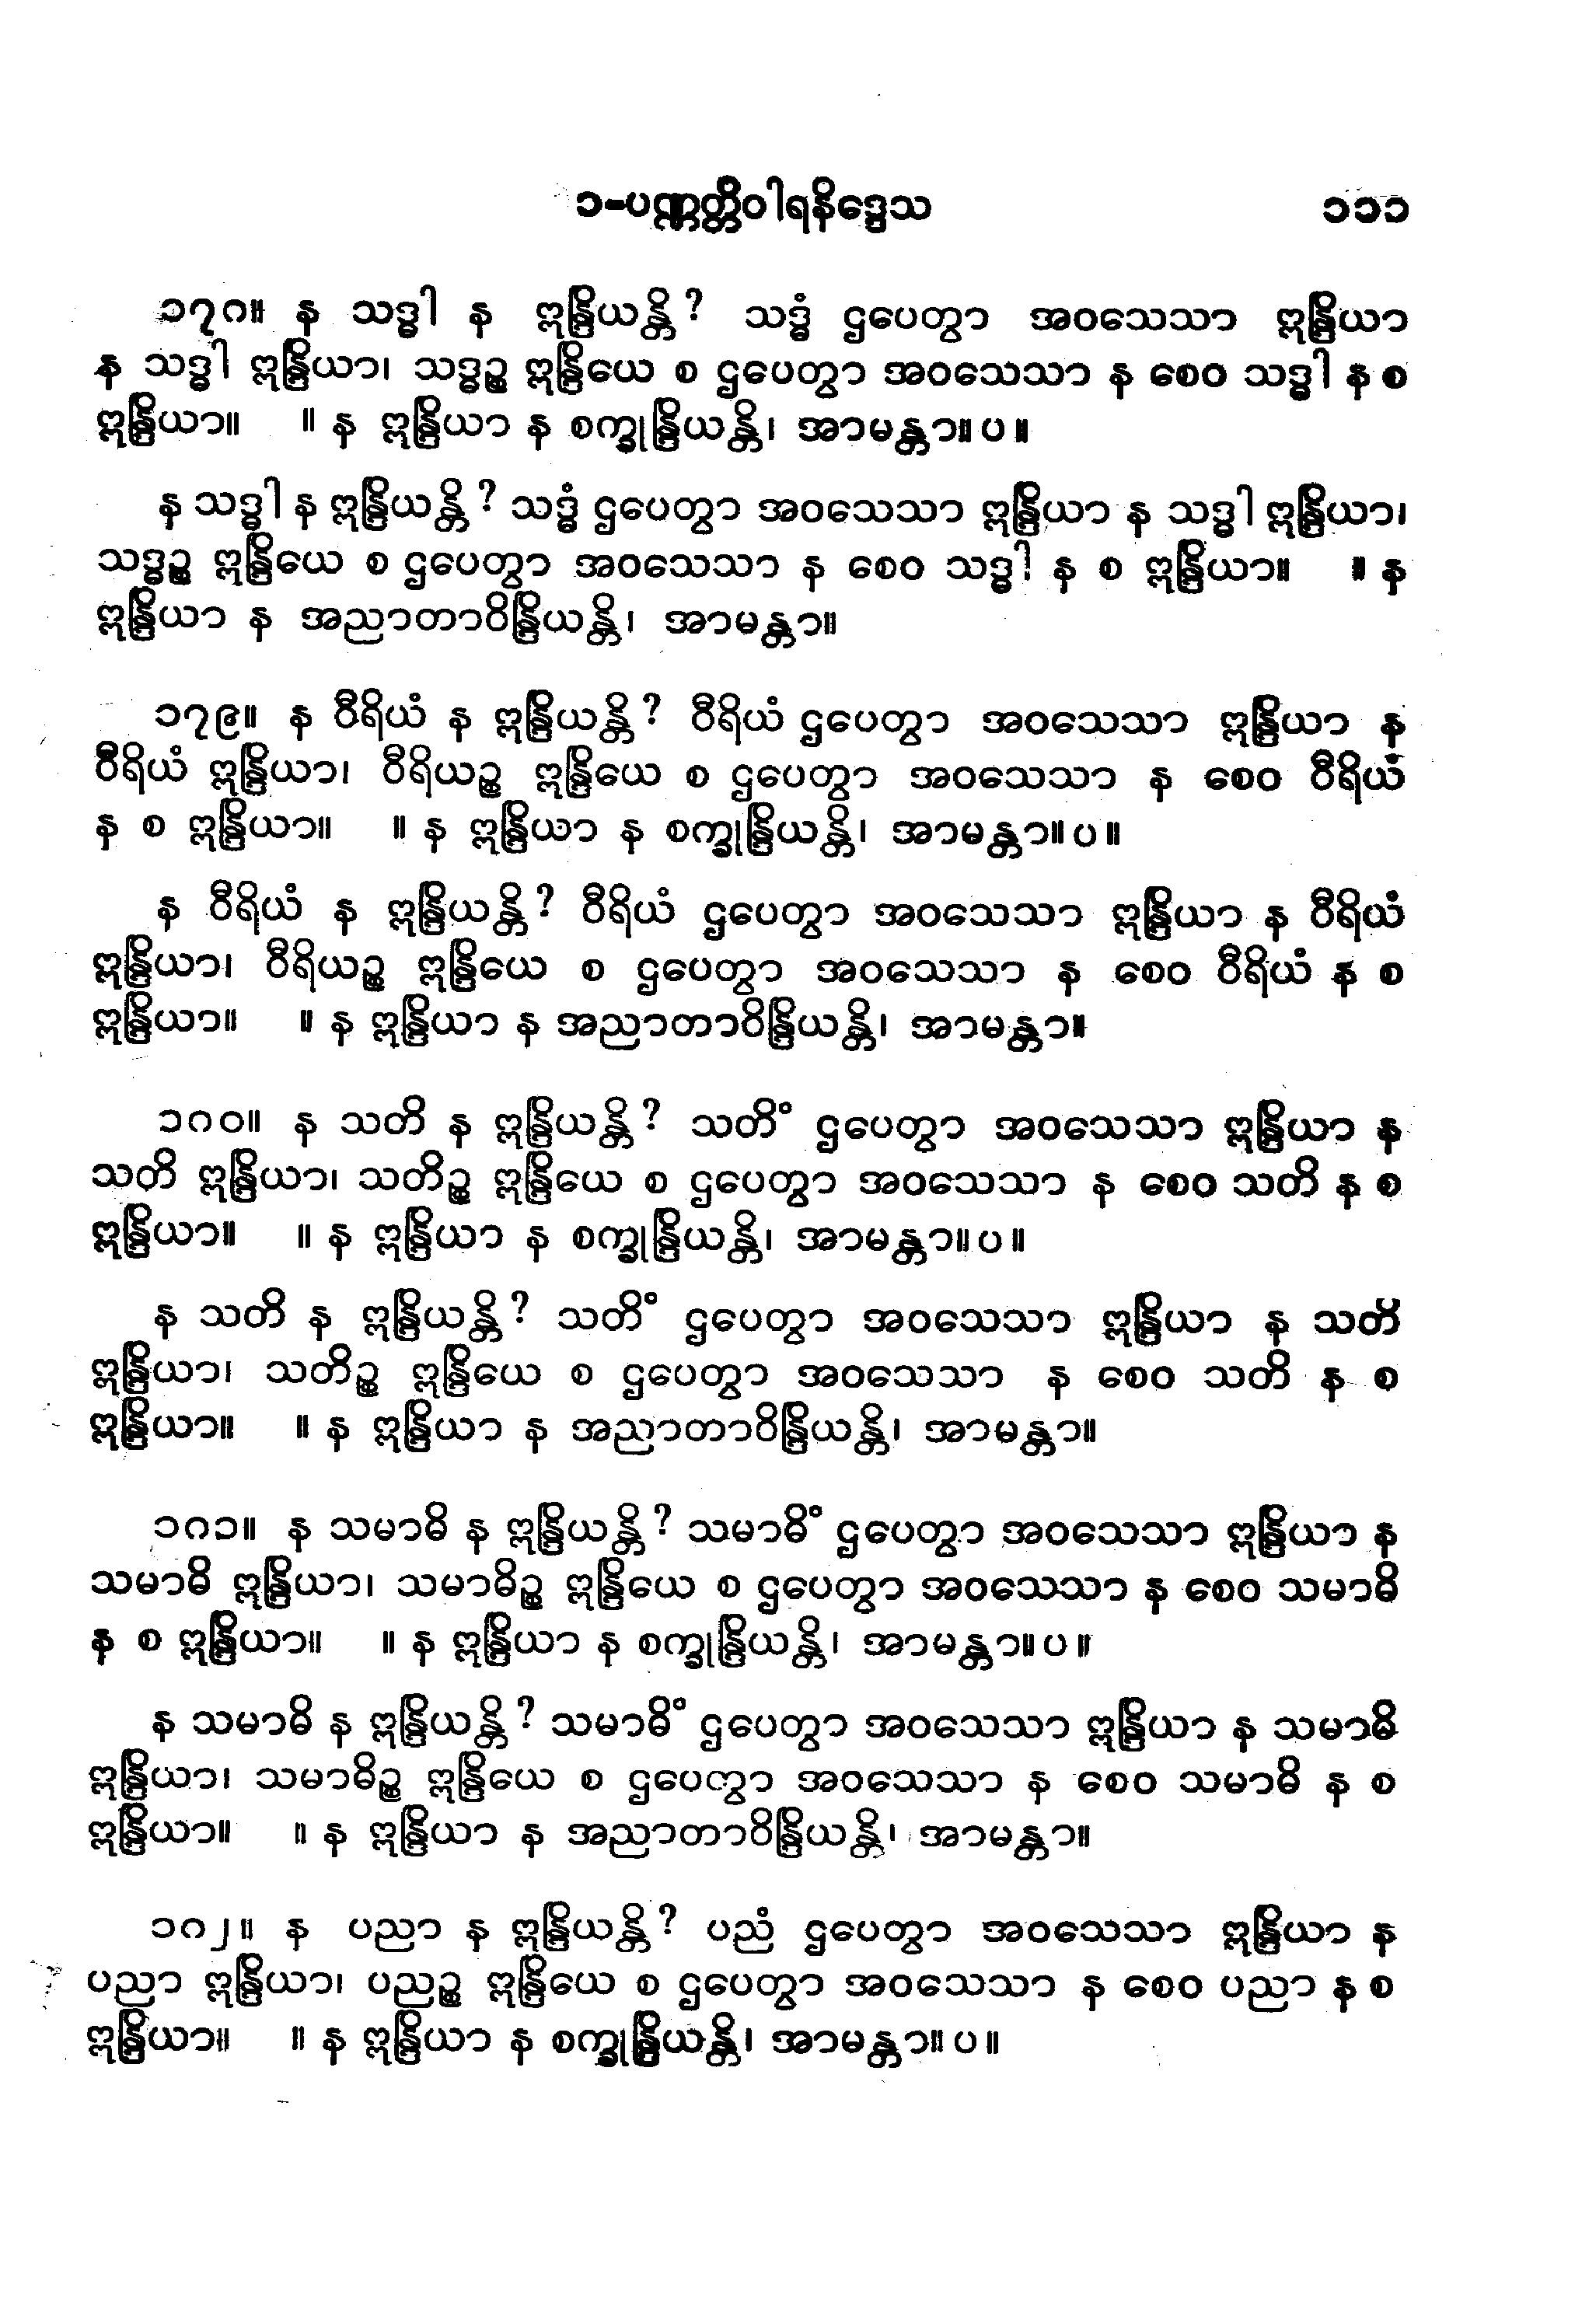 ၁-ပဏ္ဏတ္တိဝါရနိဒ္ဒေသ ၁၁၁
၁၇၈။ န သဒ္ဓါ န ဣန္ဒြိယန္တိ? သဒ္ဓံ ဌပေတွာ အဝသေသာ ဣန္ဒြိယာ
န သဒ္ဓါ ဣန္ဒြိယာ၊ သဒ္ဓဉ္စ ဣန္ဒြိယေ စ ဌပေတွာ အဝသေသာ န စေဝ သဒ္ဓါ န စ
ဣန္ဒြိယာ။ ။ န ဣန္ဒြိယာ န စက္ခုန္ဒြိယန္တိ၊ အာမန္တာ။ ပ ။
န သဒ္ဓါ န ဣန္ဒြိယန္တိ? သဒ္ဓံ ဌပေတွာ အဝသေသာ ဣန္ဒြိယာ န သဒ္ဓါ ဣန္ဒြိယာ၊
သဒ္ဓဉ္စ ဣန္ဒြိယေ စ ဌပေတွာ အဝသေသာ န စေဝ သဒ္ဓါ န စ ဣန္ဒြိယာ။ ။ န
ဣန္ဒြိယာ န အညာတာဝိန္ဒြိယန္တိ၊ အာမန္တာ။
၁၇၉။ န ဝီရိယံ န ဣန္ဒြိယန္တိ? ဝီရိယံ ဌပေတွာ အဝသေသာ ဣန္ဒြိယာ န
ဝီရိယံ ဣန္ဒြိယာ၊ ဝီရိယဉ္စ ဣန္ဒြိယေ စ ဌပေတွာ အဝသေသာ န စေဝ ဝီရိယံ
န စ ဣန္ဒြိယာ။ ။ န ဣန္ဒြိယာ န စက္ခုန္ဒြိယန္တိ၊ အာမန္တာ။ ပ ။
န ဝီရိယံ န ဣန္ဒြိယန္တိ? ဝီရိယံ ဌပေတွာ အဝသေသာ ဣန္ဒြိယာ န ဝီရိယံ
ဣန္ဒြိယာ၊ ဝီရိယဉ္စ ဣန္ဒြိယေ စ ဌပေတွာ အဝသေသာ န စေဝ ဝီရိယံ န စ
ဣန္ဒြိယာ။ ။ န ဣန္ဒြိယာ န အညာတာဝိန္ဒြိယန္တိ၊ အာမန္တာ။
၁၈၀။ န သတိ န ဣန္ဒြိယန္တိ? သတိံ ဌပေတွာ အဝသေသာ ဣန္ဒြိယာ န
သတိ ဣန္ဒြိယာ၊ သတိဉ္စ ဣန္ဒြိယေ စ ဌပေတွာ အဝသေသာ န စေဝ သတိ န စ
ဣန္ဒြိယာ။ ။ န ဣန္ဒြိယာ န စက္ခုန္ဒြိယန္တိ၊ အာမန္တာ။ ပ ။
န သတိ န ဣန္ဒြိယန္တိ? သတိံ ဌပေတွာ အဝသေသာ ဣန္ဒြိယာ န သတိ
ဣန္ဒြိယာ၊ သတိဉ္စ ဣန္ဒြိယေ စ ဌပေတွာ အဝသေသာ န စေဝ သတိ န စ
ဣန္ဒြိယာ။ ။ န ဣန္ဒြိယာ န အညာတာဝိန္ဒြိယန္တိ၊ အာမန္တာ။
၁၈၁။ န သမာဓိ န ဣန္ဒြိယန္တိ? သမာဓိံ ဌပေတွာ အဝသေသာ ဣန္ဒြိယာ န
သမာဓိ ဣန္ဒြိယာ၊ သမာဓိဉ္စ ဣန္ဒြိယေ စ ဌပေတွာ အဝသေသာ န စေဝ သမာဓိ
န စ ဣန္ဒြိယာ။ ။ န ဣန္ဒြိယာ န စက္ခုန္ဒြိယန္တိ၊ အာမန္တာ။ ပ ။
န သမာဓိ န ဣန္ဒြိယန္တိ? သမာဓိံ ဌပေတွာ အဝသေသာ ဣန္ဒြိယာ န သမာဓိ
ဣန္ဒြိယာ၊ သမာဓိဉ္စ ဣန္ဒြိယေ စ ဌပေတွာ အဝသေသာ န စေဝ သမာဓိ န စ
ဣန္ဒြိယာ။ ။ န ဣန္ဒြိယာ န အညာတာဝိန္ဒြိယန္တိ၊ အာမန္တာ။
၁၈၂။ န ပညာ န ဣန္ဒြိယန္တိ? ပညံ ဌပေတွာ အဝသေသာ ဣန္ဒြိယာ န
ပညာ ဣန္ဒြိယာ၊ ပညဉ္စ ဣန္ဒြိယေ စ ဌပေတွာ အဝသေသာ န စေဝ ပညာ န စ
ဣန္ဒြိယာ။ ။ န ဣန္ဒြိယာ န စက္ခုန္ဒြိယန္တိ၊ အာမန္တာ။ ပ ။